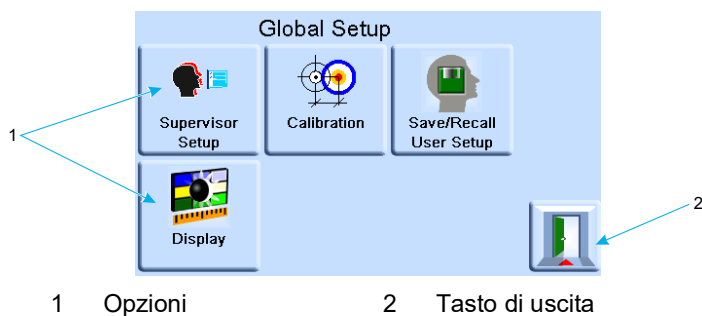 Global Setup
Supervisor
Setup
Calibration
Save/Recall
User Setup
1
Display
2
1 Opzioni 2 Tasto di uscita